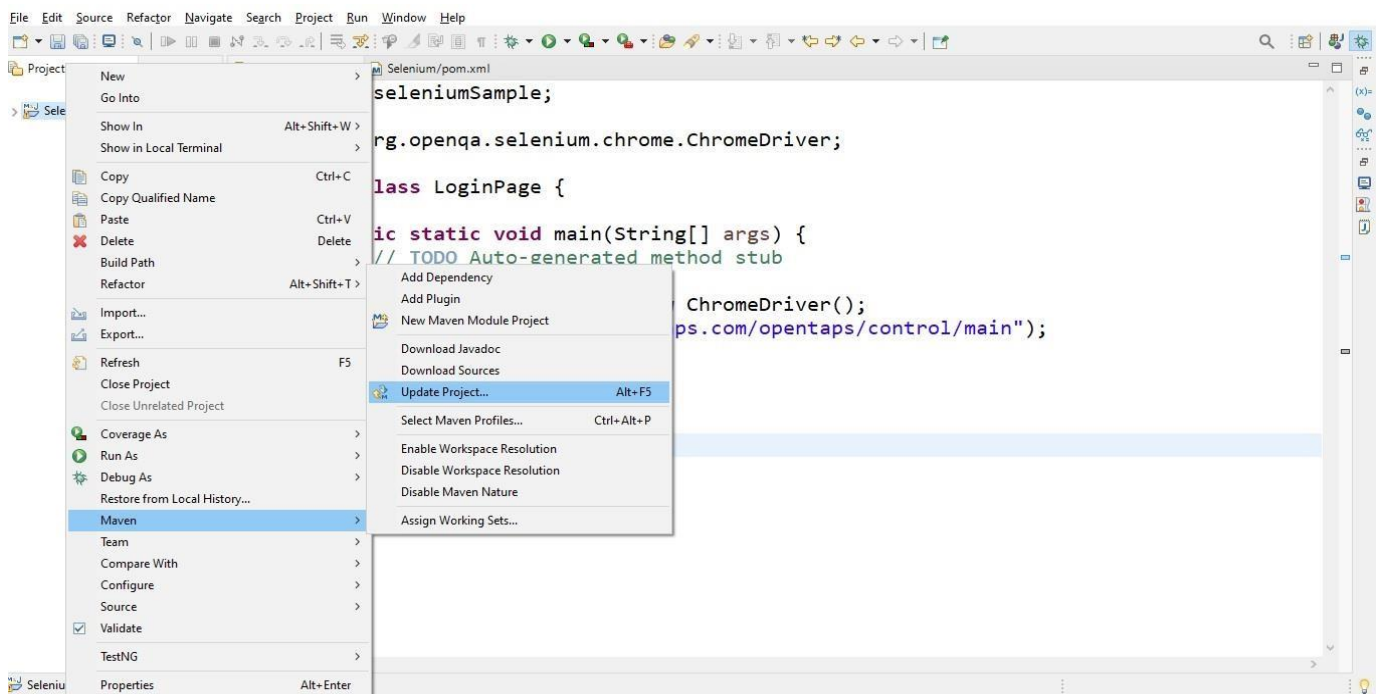 File Edit Source Refactor Navigate Search Project Run Window Help
Project
Selenium/pom.xml
Sele
New
Go Into
Show In Alt+Shift+W >
Show in Local Terminal
Copy Ctrl+C
Copy Qualified Name
Paste Ctrl+V
Delete Delete
Build Path
Refactor Alt+Shift+T >
Import...
Export...
Refresh F5
Close Project
Close Unrelated Project
Coverage As
Run As
Debug As
Restore from Local History...
Maven
Team
Compare With
Configure
Source
Validate
TestNG
Properties Alt+Enter
Add Dependency
Add Plugin
New Maven Module Project
Download Javadoc
Download Sources
Update Project... Alt+F5
Select Maven Profiles... Ctrl+Alt+P
Enable Workspace Resolution
Disable Workspace Resolution
Disable Maven Nature
Assign Working Sets...
seleniumSample;
rg.openqa.selenium.chrome.ChromeDriver;
lass LoginPage {
ic static void main(String[] args) {
// TODO Auto-generated method stub
ChromeDriver();
ps.com/opentaps/control/main");
(x)=
Seleniu